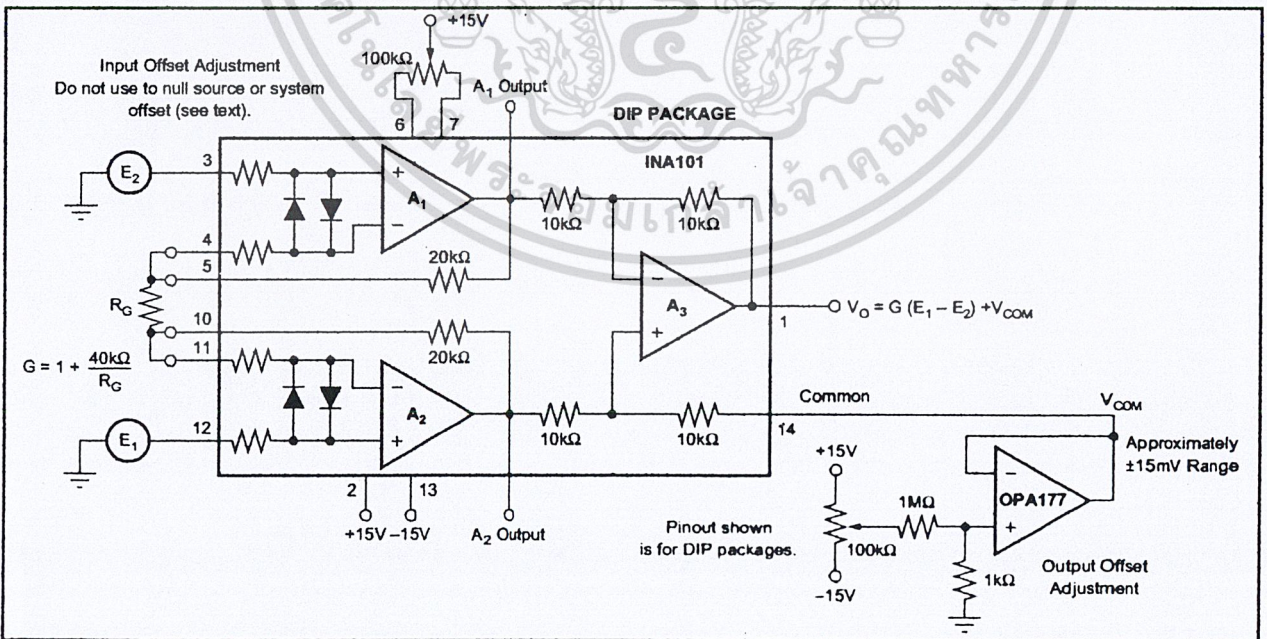 +15V
100kΩ
Input Offset Adjustment
Do not use to null source or system
offset (see text).
A1 Output
6
7
DIP PACKAGE
INA101
E2
3
+
A1
−
10kΩ
10kΩ
4
5
20kΩ
RG
−
A3
+
1
VO = G (E1 − E2) +VCOM
10
20kΩ
11
G = 1 + 40kΩ
RG
−
A2
+
E1
12
10kΩ
10kΩ
14
Common
VCOM
Approximately
±15mV Range
2
13
+15V
−15V
A2 Output
Pinout shown
is for DIP packages.
+15V
100kΩ
−15V
1MΩ
1kΩ
−
OPA177
+
Output Offset
Adjustment